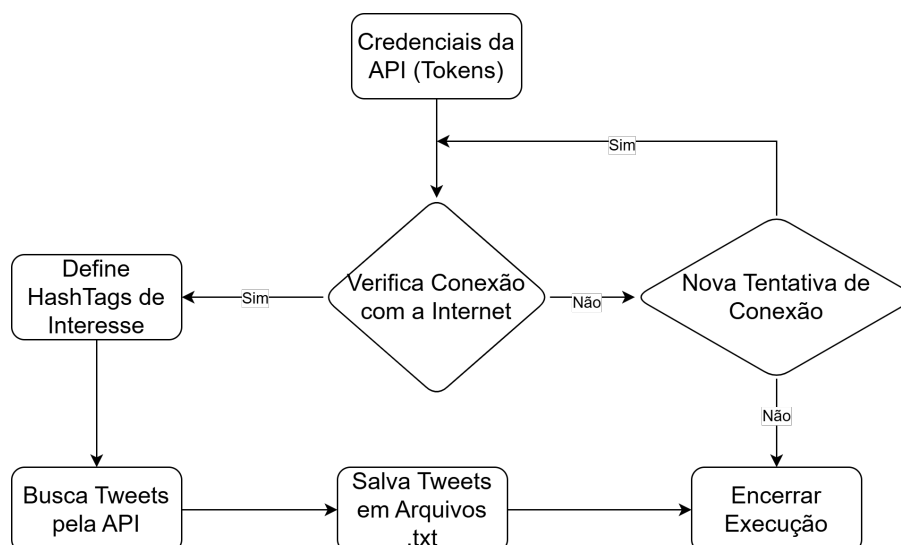 Credenciais da
API (Tokens)
Sim
Define
HashTags de
Interesse
Sim
Verifica Conexão
com a Internet
Não
Nova Tentativa de
Conexão
Não
Busca Tweets
pela API
Salva Tweets
em Arquivos
.txt
Encerrar
Execução